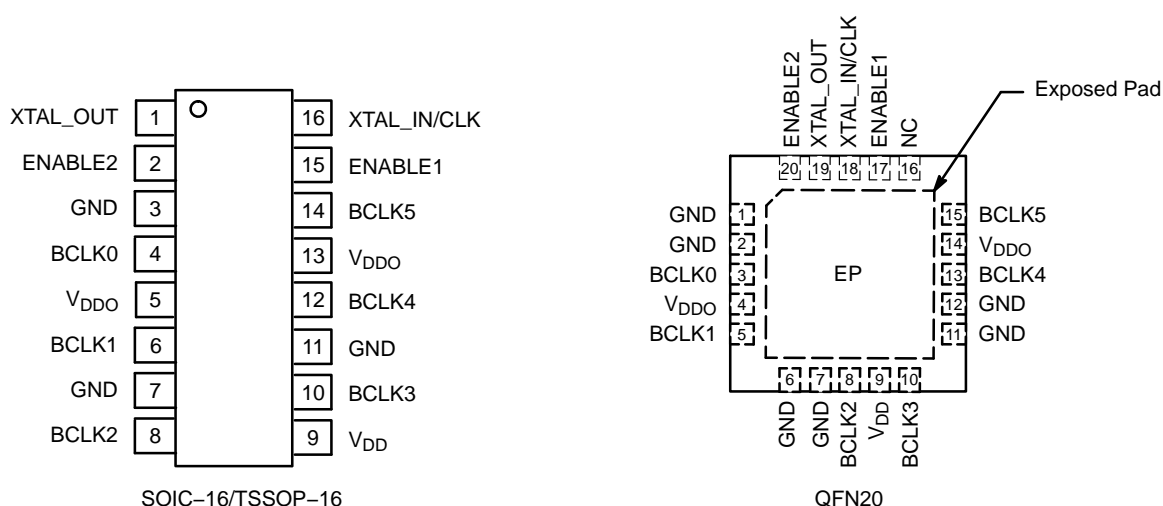 XTAL_OUT 1 16 XTAL_IN/CLK
ENABLE2 2 15 ENABLE1
GND 3 14 BCLK5
BCLK0 4 13 VDDO
VDDO 5 12 BCLK4
BCLK1 6 11 GND
GND 7 10 BCLK3
BCLK2 8 9 VDD
SOIC−16/TSSOP−16
ENABLE2
XTAL_OUT
XTAL_IN/CLK
ENABLE1
NC
Exposed Pad
20 19 18 17 16
GND 1 15 BCLK5
GND 2 14 VDDO
BCLK0 3 EP 13 BCLK4
VDDO 4 12 GND
BCLK1 5 11 GND
6 7 8 9 10
GND
GND
BCLK2
VDD
BCLK3
QFN20